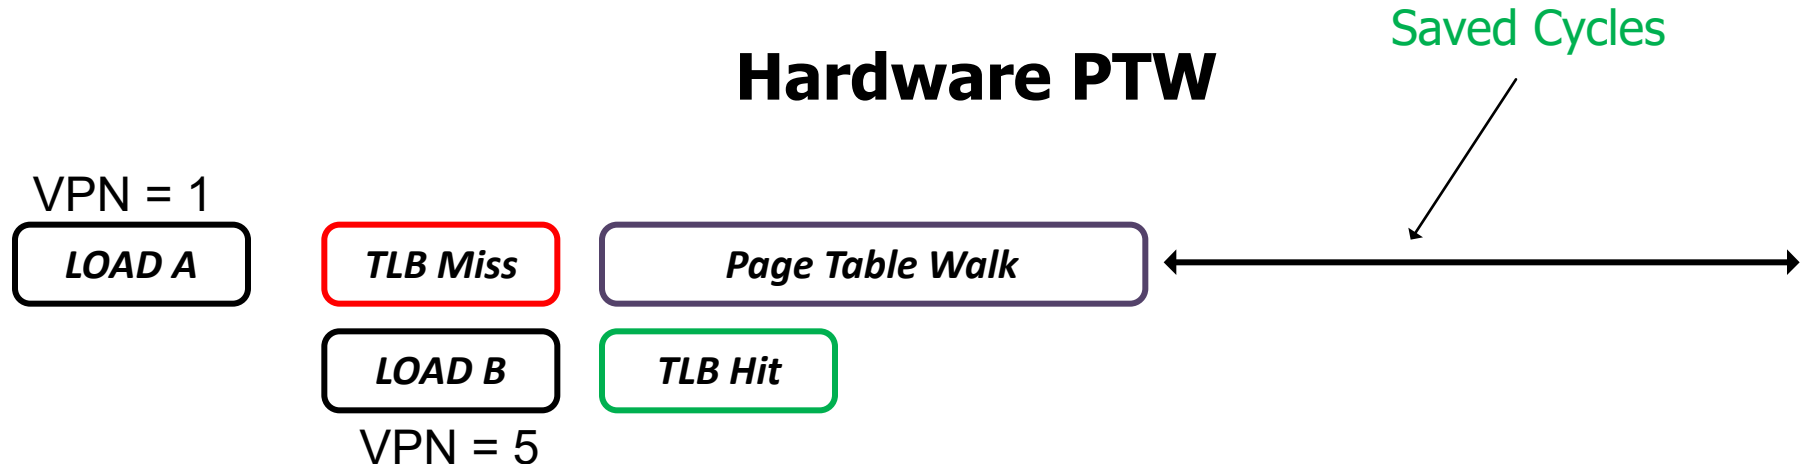 Saved Cycles
Hardware PTW
VPN = 1
LOAD A
TLB Miss
Page Table Walk
LOAD B
TLB Hit
VPN = 5